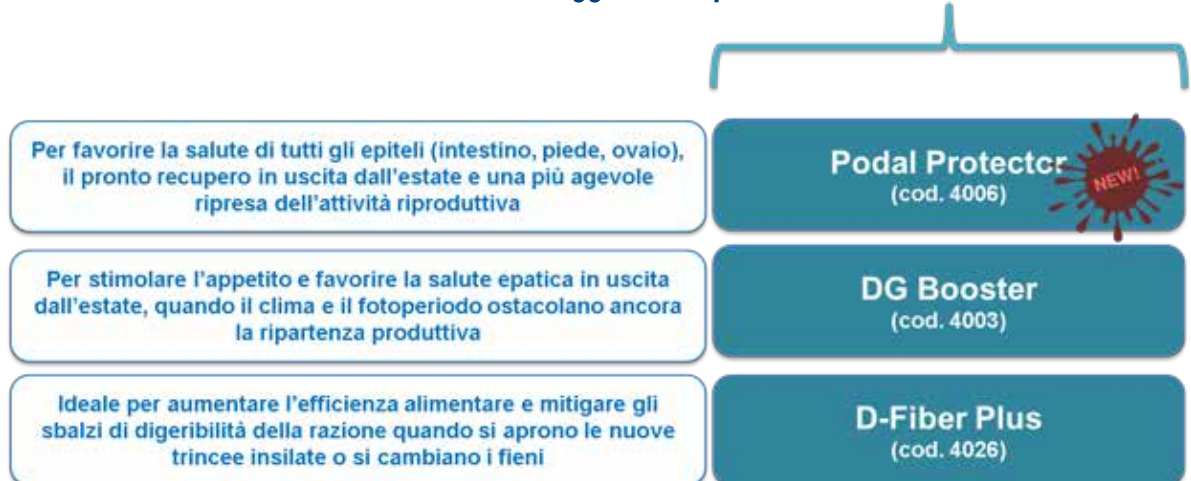 Per favorire la salute di tutti gli epiteli (intestino, piede, ovaio),
il pronto recupero in uscita dall'estate e una più agevole
ripresa dell'attività riproduttiva
Podal Protector
(cod. 4006)
NEW!
Per stimolare l'appetito e favorire la salute epatica in uscita
dall'estate, quando il clima e il fotoperiodo ostacolano ancora
la ripartenza produttiva
DG Booster
(cod. 4003)
Ideale per aumentare l'efficienza alimentare e mitigare gli
sbalzi di digeribilità della razione quando si aprono le nuove
trincee insilate o si cambiano i fieni
D-Fiber Plus
(cod. 4026)